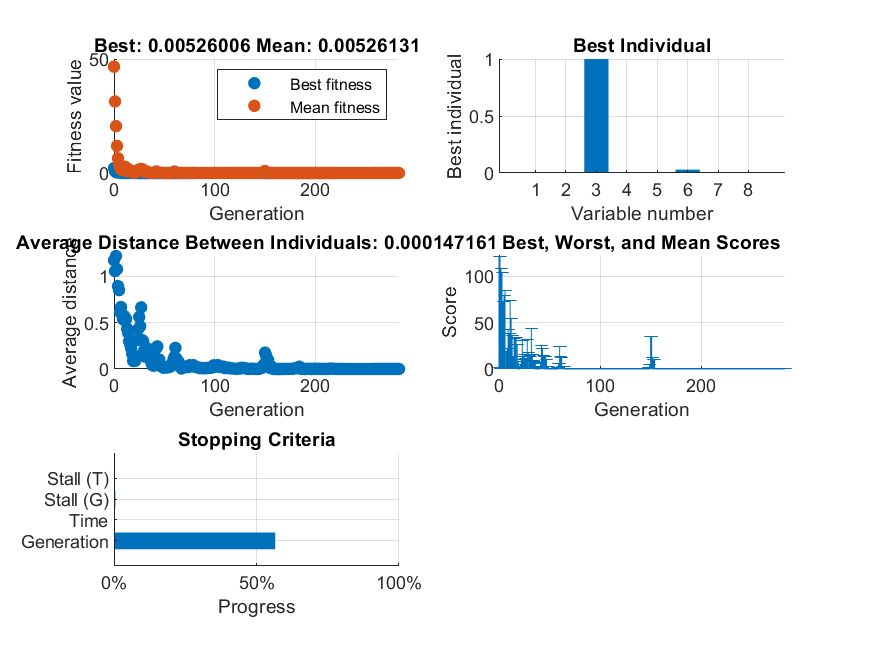 Best: 0.00526006 Mean: 0.00526131
Fitness value
50
0
Best fitness
Mean fitness
0 100 200
Generation
Best Individual
Best individual
1
0.5
0
1 2 3 4 5 6 7 8
Variable number
Average Distance Between Individuals: 0.000147161
Average distance
1
0.5
0
0 100 200
Generation
Best, Worst, and Mean Scores
Score
100
50
0
0 100 200
Generation
Stopping Criteria
Stall (T)
Stall (G)
Time
Generation
0% 50% 100%
Progress